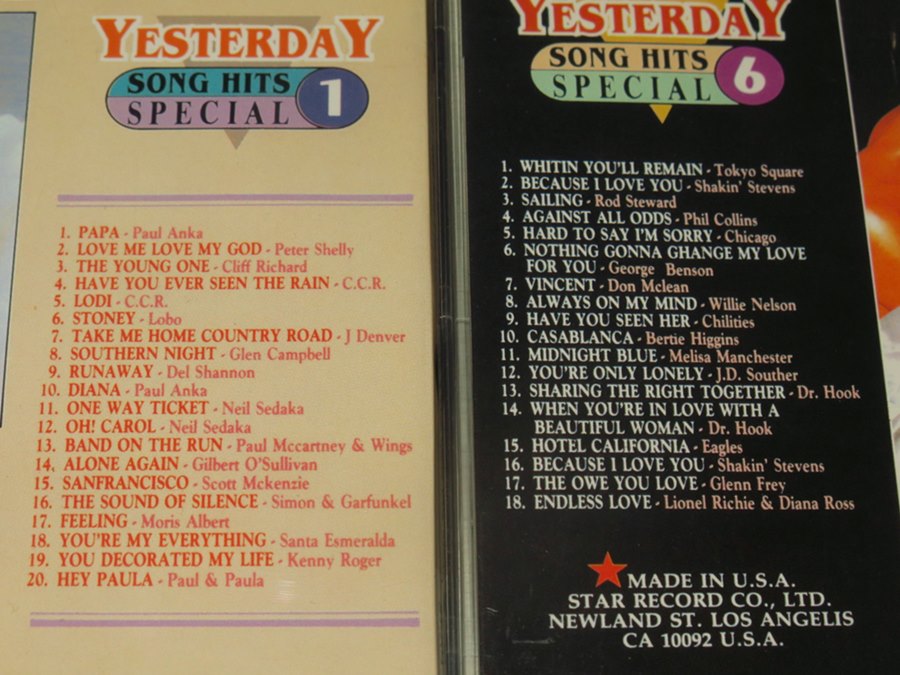 YESTERDAY
SONG HITS
SPECIAL 1
1. PAPA - Paul Anka
2. LOVE ME LOVE MY GOD - Peter Shelly
3. THE YOUNG ONE - Cliff Richard
4. HAVE YOU EVER SEEN THE RAIN - C.C.R.
5. LODI - C.C.R.
6. STONEY - Lobo
7. TAKE ME HOME COUNTRY ROAD - J Denver
8. SOUTHERN NIGHT - Glen Campbell
9. RUNAWAY - Del Shannon
10. DIANA - Paul Anka
11. ONE WAY TICKET - Neil Sedaka
12. OH! CAROL - Neil Sedaka
13. BAND ON THE RUN - Paul Mccartney & Wings
14. ALONE AGAIN - Gilbert O'Sullivan
15. SANFRANCISCO - Scott Mckenzie
16. THE SOUND OF SILENCE - Simon & Garfunkel
17. FEELING - Moris Albert
18. YOU'RE MY EVERYTHING - Santa Esmeralda
19. YOU DECORATED MY LIFE - Kenny Roger
20. HEY PAULA - Paul & Paula
YESTERDAY
SONG HITS
SPECIAL 6
1. WHITIN YOU'LL REMAIN - Tokyo Square
2. BECAUSE I LOVE YOU - Shakin' Stevens
3. SAILING - Rod Steward
4. AGAINST ALL ODDS - Phil Collins
5. HARD TO SAY I'M SORRY - Chicago
6. NOTHING GONNA GHANGE MY LOVE
FOR YOU - George Benson
7. VINCENT - Don Mclean
8. ALWAYS ON MY MIND - Willie Nelson
9. HAVE YOU SEEN HER - Chilities
10. CASABLANCA - Bertie Higgins
11. MIDNIGHT BLUE - Melisa Manchester
12. YOU'RE ONLY LONELY - J.D. Souther
13. SHARING THE RIGHT TOGETHER - Dr. Hook
14. WHEN YOU'RE IN LOVE WITH A
BEAUTIFUL WOMAN - Dr. Hook
15. HOTEL CALIFORNIA - Eagles
16. BECAUSE I LOVE YOU - Shakin' Stevens
17. THE OWE YOU LOVE - Glenn Frey
18. ENDLESS LOVE - Lionel Richie & Diana Ross
MADE IN U.S.A.
STAR RECORD CO., LTD.
NEWLAND ST. LOS ANGELIS
CA 10092 U.S.A.